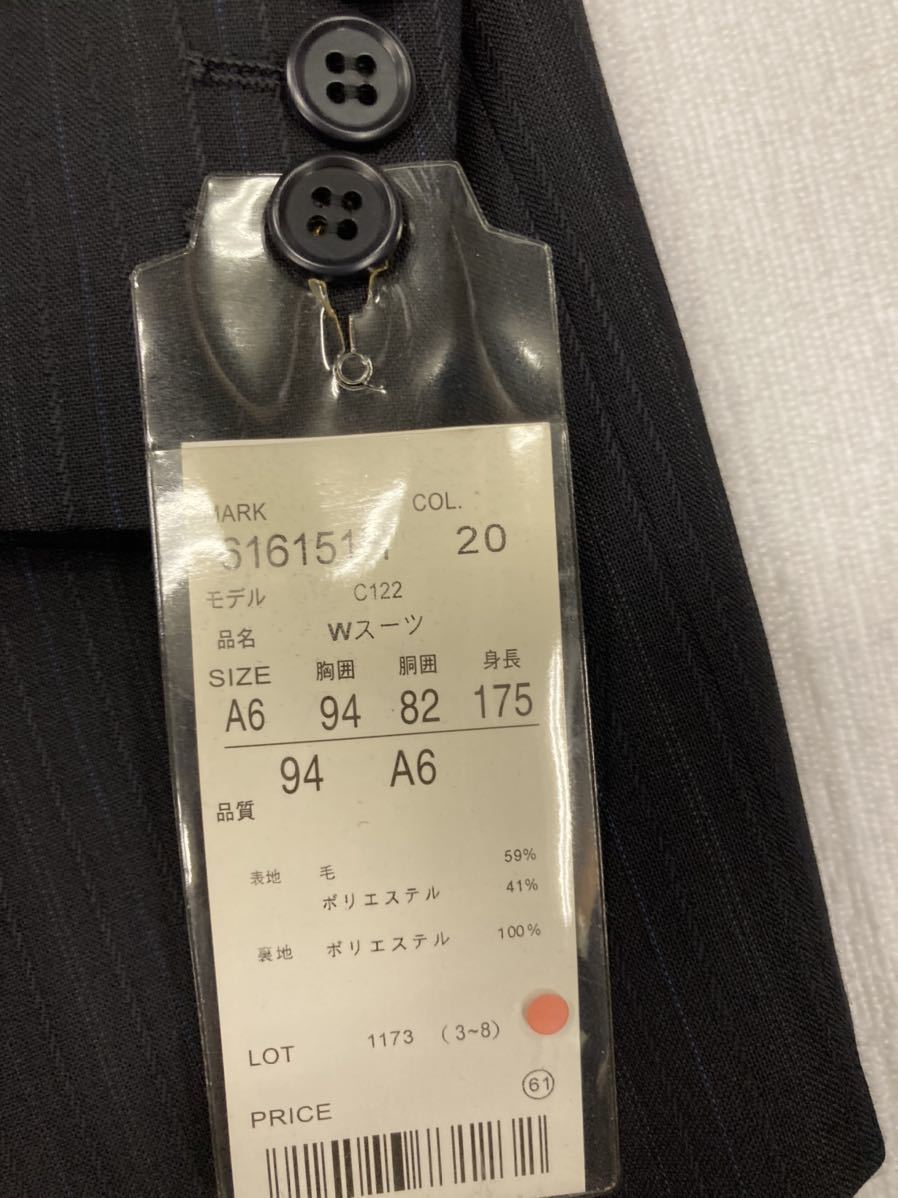 MARK COL.
20
モデル C122
品名 Wスーツ
SIZE 胸囲 胴囲 身長
A6 94 82 175
94 A6
品質
表地 毛 59%
ポリエステル 41%
裏地 ポリエステル 100%
LOT 1173 (3~8)
61
PRICE